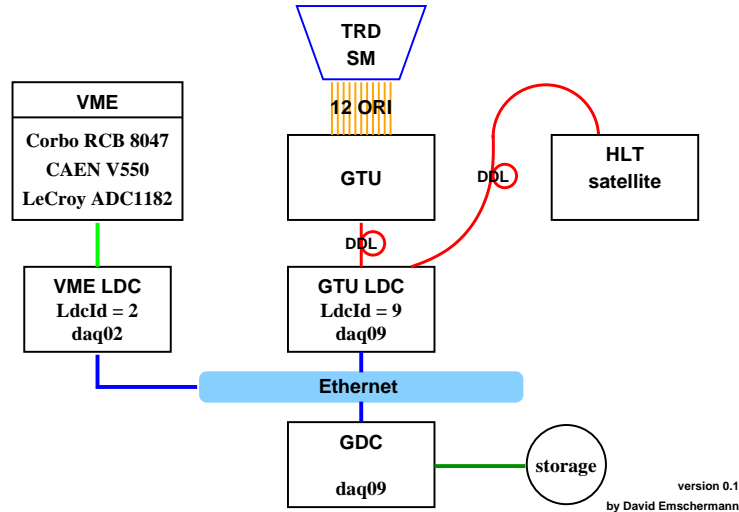 TRD
SM
12 ORI
VME
Corbo RCB 8047
CAEN V550
LeCroy ADC1182
GTU
HLT
satellite
DDL
DDL
VME LDC
LdcId = 2
daq02
GTU LDC
LdcId = 9
daq09
Ethernet
GDC
daq09
storage
version 0.1
by David Emschermann